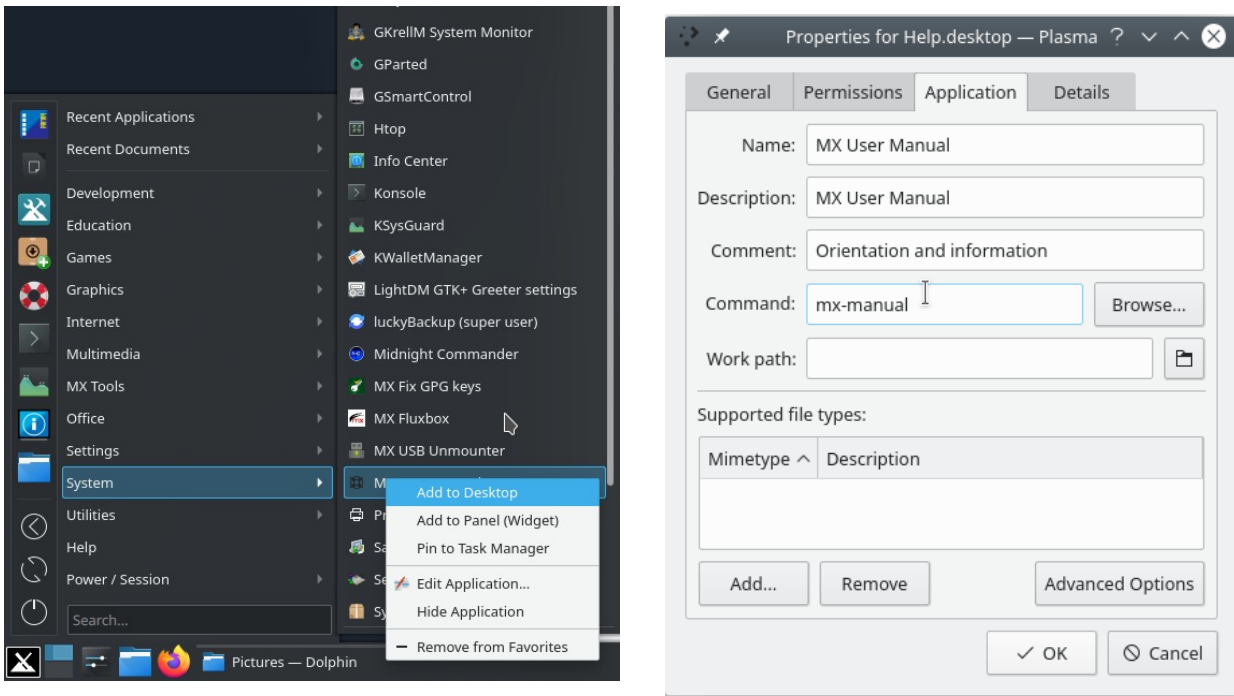 Recent Applications
Recent Documents
Development
Education
Games
Graphics
Internet
Multimedia
MX Tools
Office
Settings
System
Utilities
Help
Power / Session
Search...
GKrellM System Monitor
GParted
GSmartControl
Htop
Info Center
Konsole
KSysGuard
KWalletManager
LightDM GTK+ Greeter settings
luckyBackup (super user)
Midnight Commander
MX Fix GPG keys
MX Fluxbox
MX USB Unmounter
Add to Desktop
Add to Panel (Widget)
Pin to Task Manager
Edit Application...
Hide Application
Remove from Favorites
Pictures — Dolphin
Properties for Help.desktop — Plasma
General Permissions Application Details
Name: MX User Manual
Description: MX User Manual
Comment: Orientation and information
Command: mx-manual Browse...
Work path:
Supported file types:
Mimetype Description
Add... Remove Advanced Options
OK Cancel